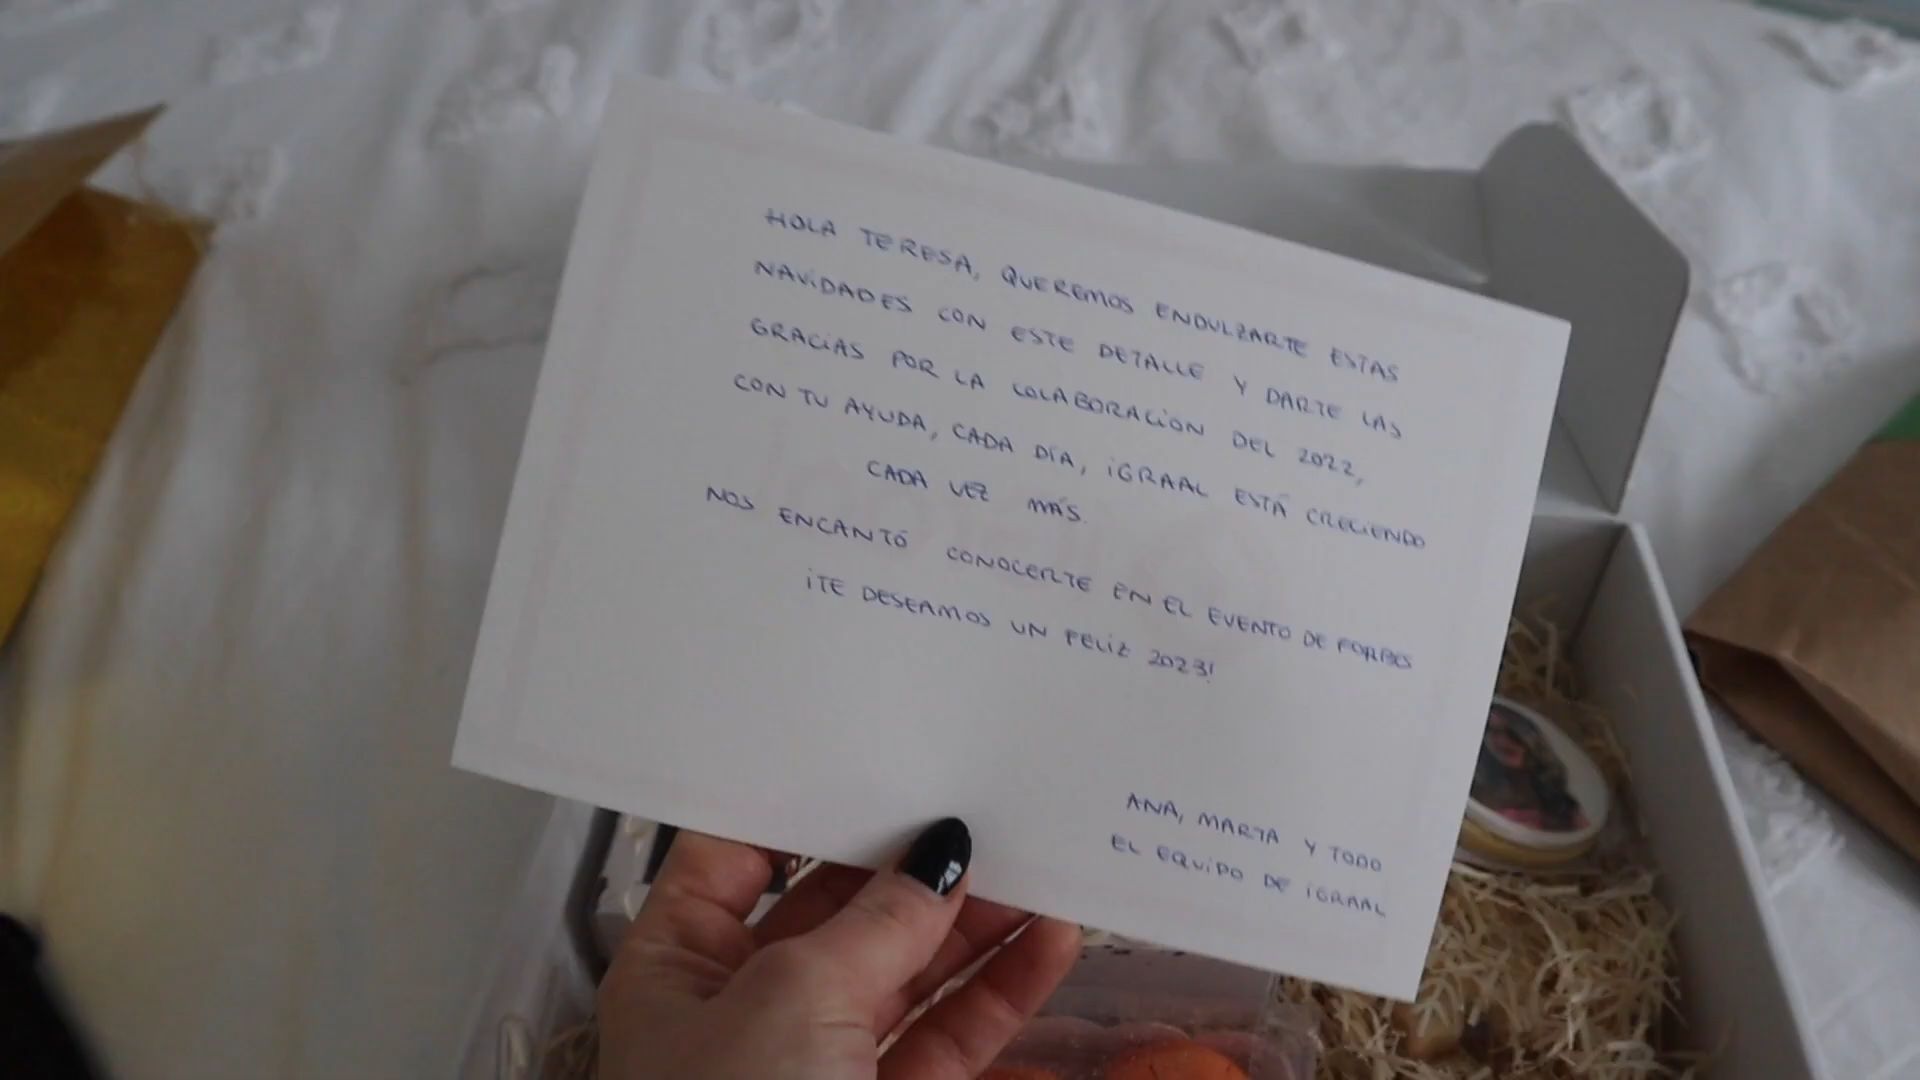 HOLA TERESA, QUEREMOS ENDULZARTE ESTAS
NAViDADES CON ESTE DETALLE Y DARTE LAS
GRACiAS POR LA COLABORACiON DEL 2022,
CON TU AYUDA, CADA DÍA, iGRAAL ESTÁ CRECiENDO
CADA VEZ MÁS.
NOS ENCANTÓ CONOCERTE EN EL EVENTO DE FORBES
¡TE DESEAMOS UN FELiZ 2023!
ANA, MARTA Y TODO
EL EQUiPO DE iGRAAL